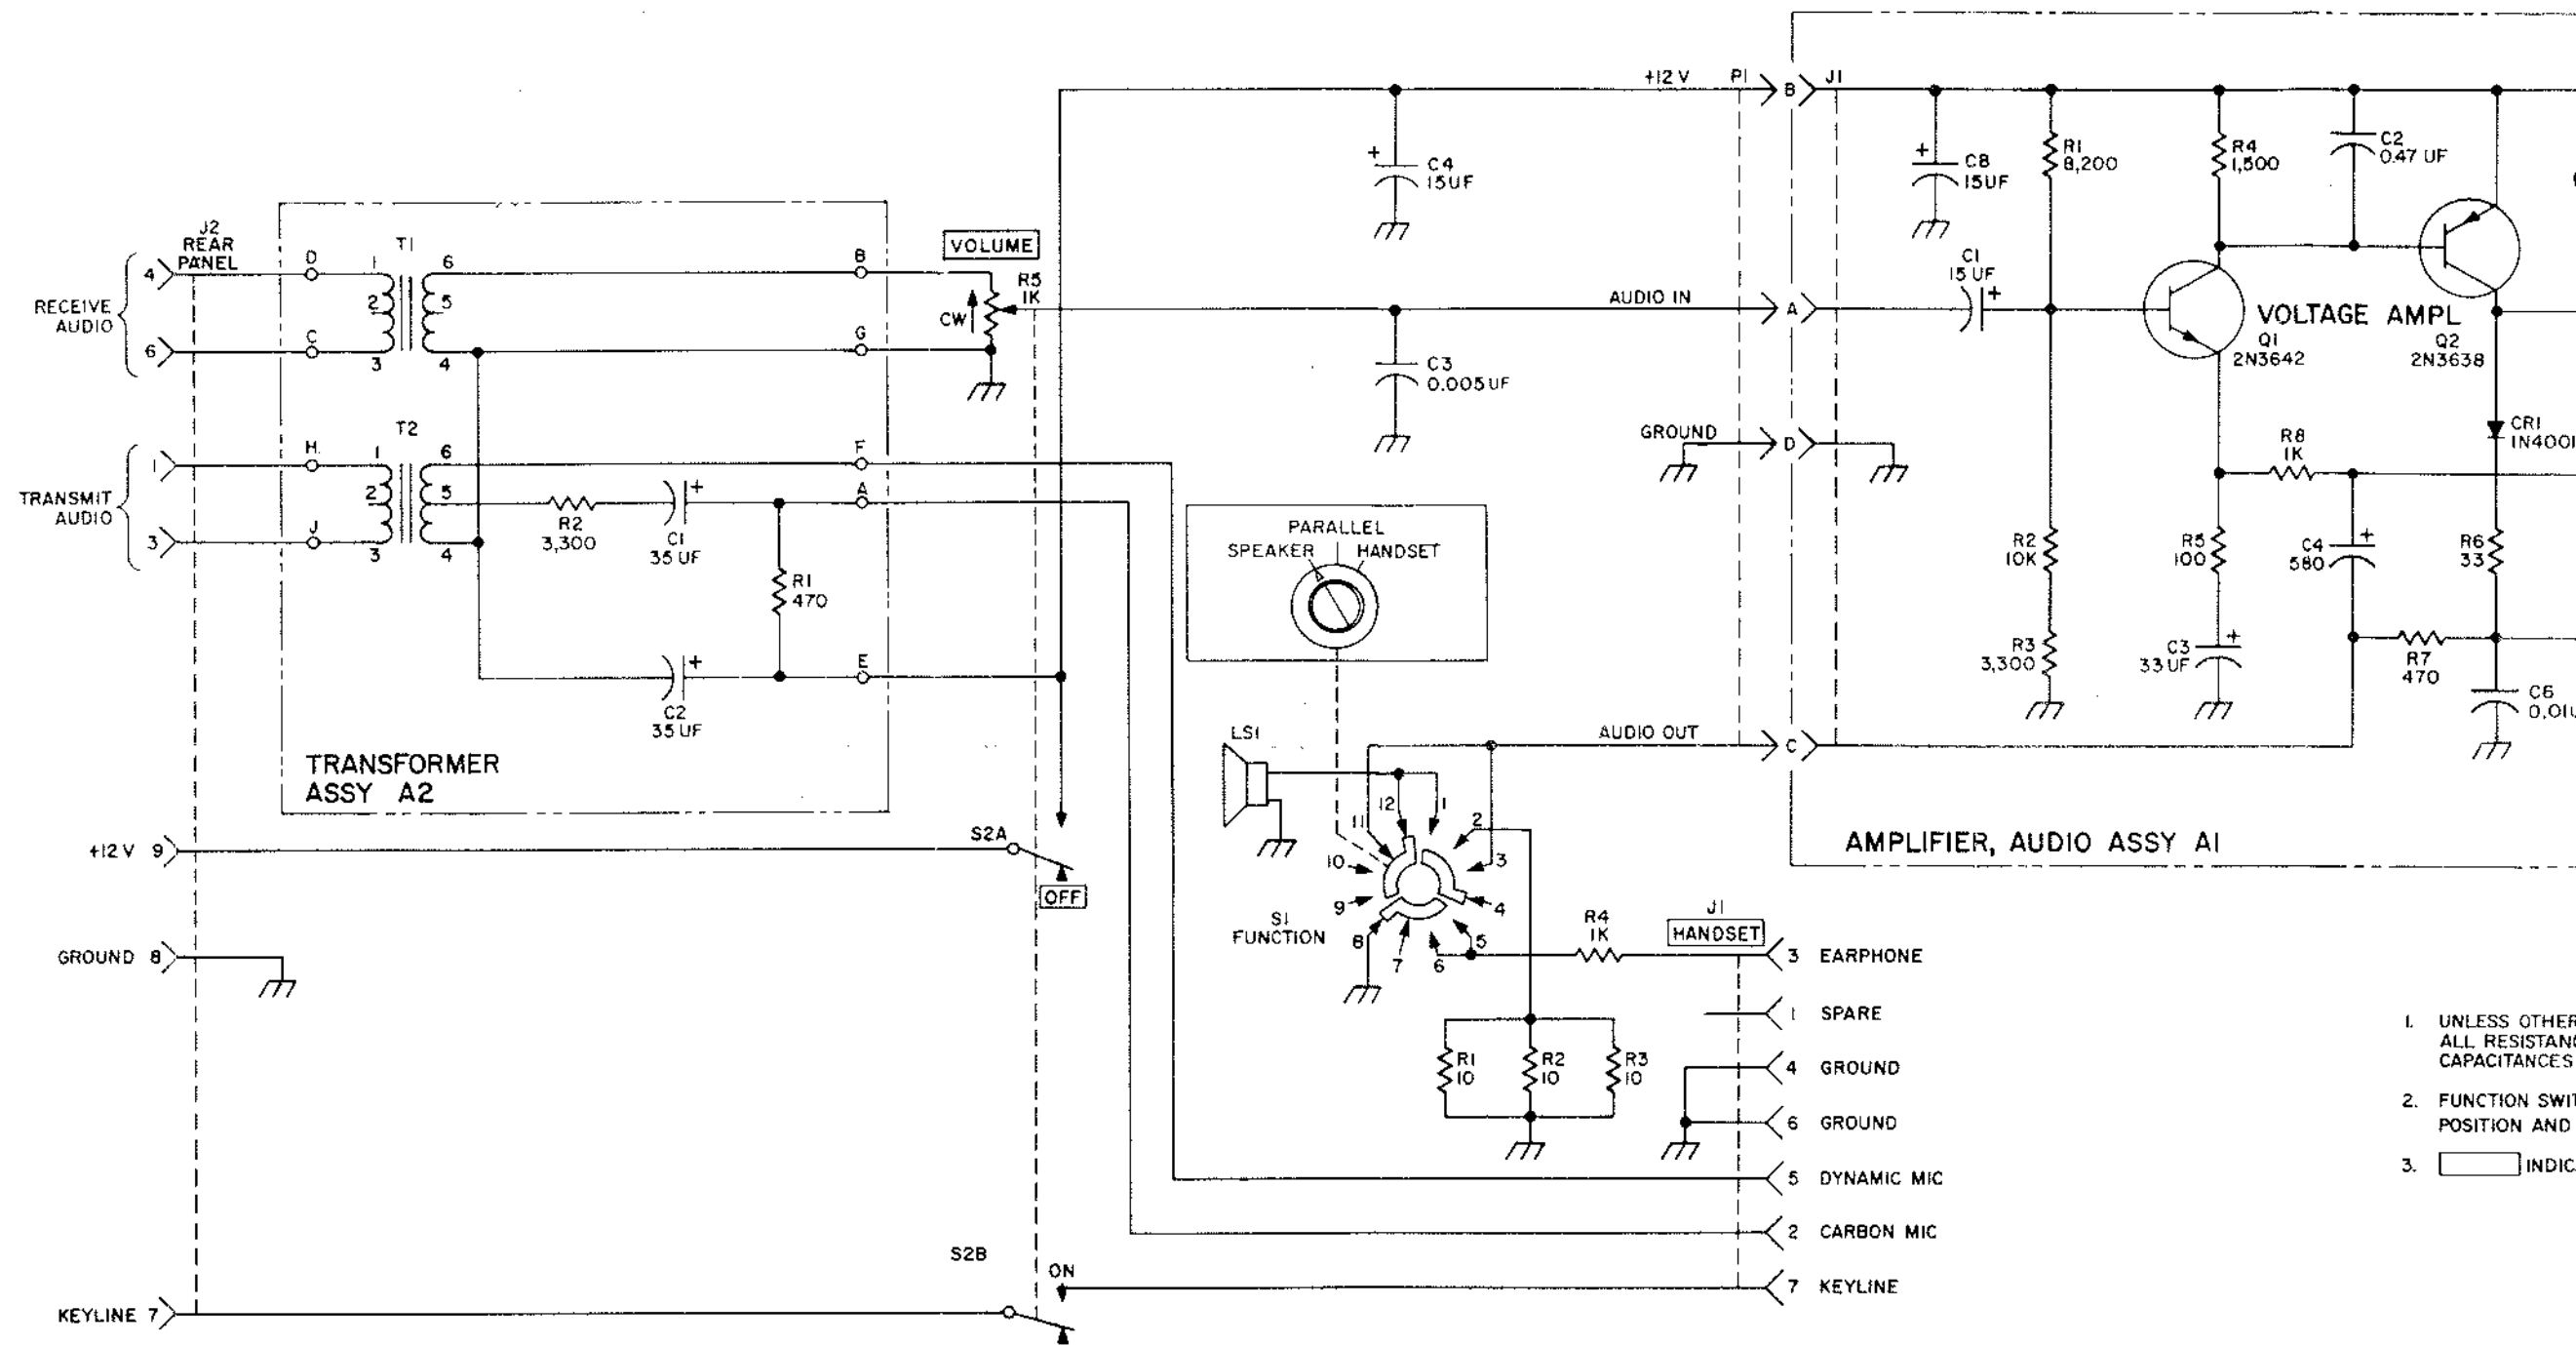 +12 V
P1
B
J1
C4
15UF
C8
15UF
R1
8,200
R4
1,500
C2
0.47 UF
J2
REAR
PANEL
T1
VOLUME
R5
1K
CW
RECEIVE
AUDIO
4
6
D
C
1
2
3
6
5
4
B
G
AUDIO IN
A
C1
15 UF
+
VOLTAGE AMPL
Q1
2N3642
Q2
2N3638
C3
0.005UF
T2
TRANSMIT
AUDIO
1
3
H
J
1
2
3
6
5
4
F
A
E
R2
3,300
C1
35 UF
R1
470
C2
35 UF
TRANSFORMER
ASSY A2
GROUND
D
R8
1K
CR1
1N4001
PARALLEL
SPEAKER
HANDSET
R2
10K
R5
100
C4
580
R6
33
R3
3,300
C3
33 UF
R7
470
C6
LS1
AUDIO OUT
C
AMPLIFIER, AUDIO ASSY A1
+12 V 9
S2A
OFF
12
1
11
2
10
3
9
4
8
7
6
5
S1
FUNCTION
R4
1K
J1
HANDSET
3 EARPHONE
GROUND 8
1 SPARE
R1
10
R2
10
R3
10
4 GROUND
6 GROUND
5 DYNAMIC MIC
2 CARBON MIC
S2B
ON
7 KEYLINE
KEYLINE 7
1. UNLESS
ALL
CAPACITANCES
2. FUNCTION
POSITION AND
3.